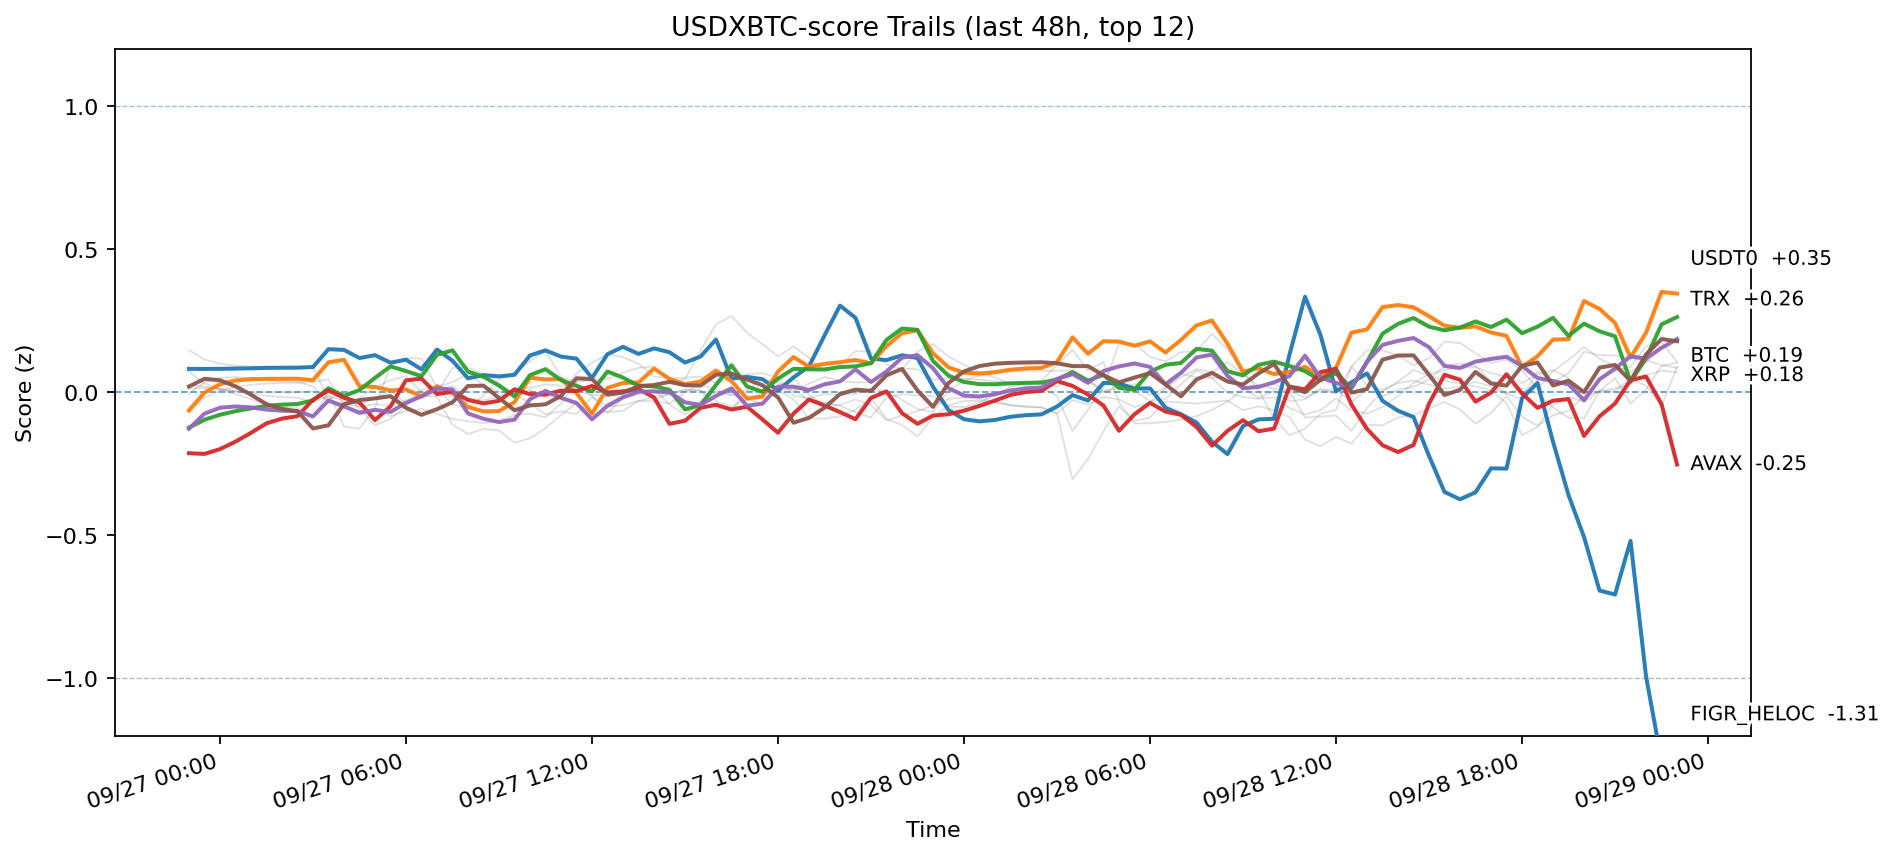 USDXBTC-score Trails (last 48h, top 12)
Score (z)
1.0
0.5
0.0
−0.5
−1.0
USDT0 +0.35
TRX +0.26
BTC +0.19
XRP +0.18
AVAX -0.25
FIGR_HELOC -1.31
09/27 00:00
09/27 06:00
09/27 12:00
09/27 18:00
09/28 00:00
09/28 06:00
09/28 12:00
09/28 18:00
09/29 00:00
Time